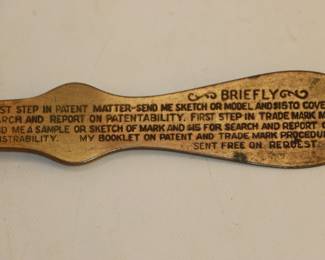 BRIEFLY
ST STEP IN PATENT MATTER-SEND ME SKETCH OR MODEL AND $15 TO COVE
RCH AND REPORT ON PATENTABILITY. FIRST STEP IN TRADE MARK M
D ME A SAMPLE OR SKETCH OF MARK AND $15 FOR SEARCH AND REPORT O
ISTRABILITY. MY BOOKLET ON PATENT AND TRADE MARK PROCEDU
SENT FREE ON REQUEST.